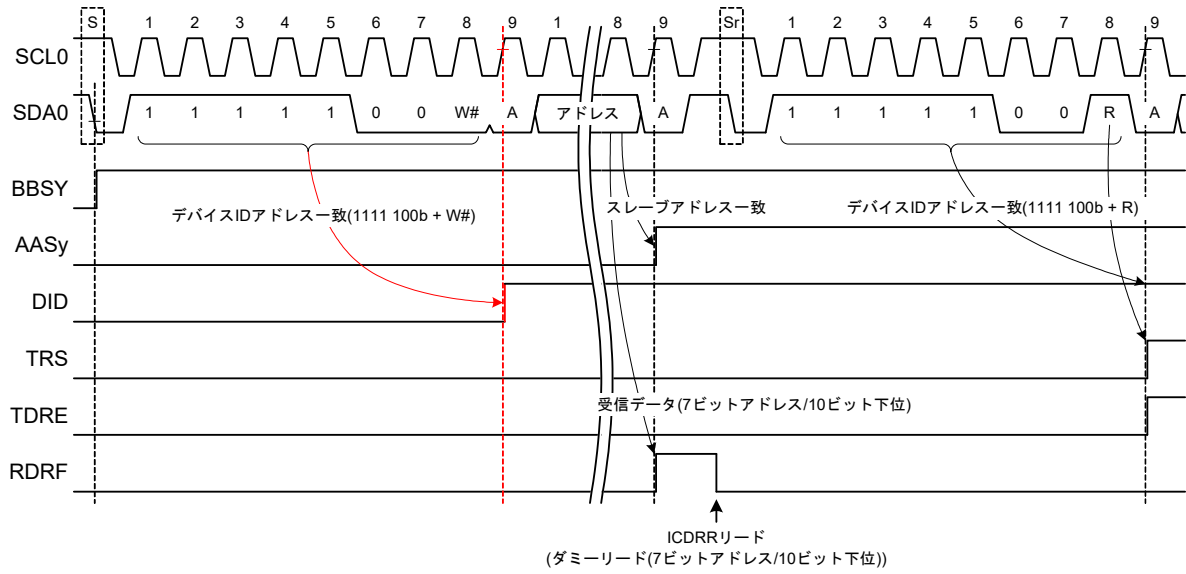 S 1 2 3 4 5 6 7 8 9 1 8 9 Sr 1 2 3 4 5 6 7 8 9
SCL0
SDA0 1 1 1 1 1 0 0 W# A アドレス A 1 1 1 1 1 0 0 R A
BBSY
デバイスIDアドレス一致(1111 100b + W#) スレーブアドレス一致 デバイスIDアドレス一致(1111 100b + R)
AASy
DID
TRS
受信データ(7ビットアドレス/10ビット下位)
TDRE
RDRF
ICDRRリード
(ダミーリード(7ビットアドレス/10ビット下位))